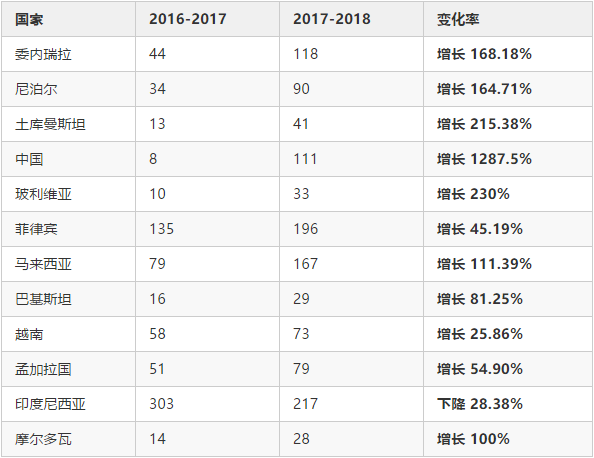 国家 2016-2017 2017-2018 变化率
委内瑞拉 44 118 增长 168.18%
尼泊尔 34 90 增长 164.71%
土库曼斯坦 13 41 增长 215.38%
中国 8 111 增长 1287.5%
玻利维亚 10 33 增长 230%
菲律宾 135 196 增长 45.19%
马来西亚 79 167 增长 111.39%
巴基斯坦 16 29 增长 81.25%
越南 58 73 增长 25.86%
孟加拉国 51 79 增长 54.90%
印度尼西亚 303 217 下降 28.38%
摩尔多瓦 14 28 增长 100%